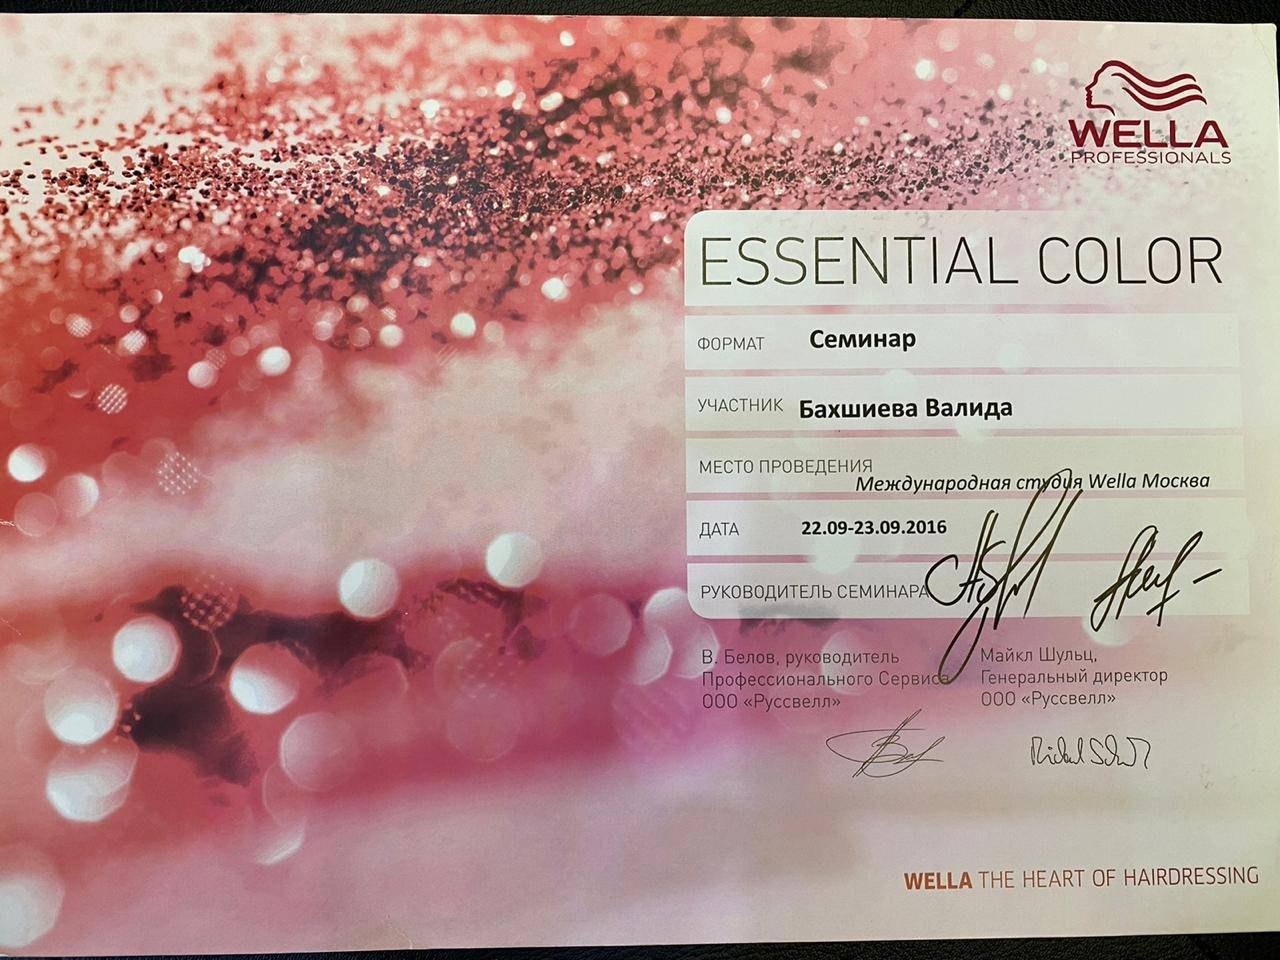 WELLA
PROFESSIONALS
ESSENTIAL COLOR
ФОРМАТ Семинар
УЧАСТНИК Бахшиева Валида
МЕСТО ПРОВЕДЕНИЯ
Международная студия Wella Москва
ДАТА 22.09-23.09.2016
РУКОВОДИТЕЛЬ СЕМИНАРА
В. Белов, руководитель
Профессионального Сервиса
ООО «Руссвелл»
Майкл Шульц,
Генеральный директор
ООО «Руссвелл»
WELLA THE HEART OF HAIRDRESSING